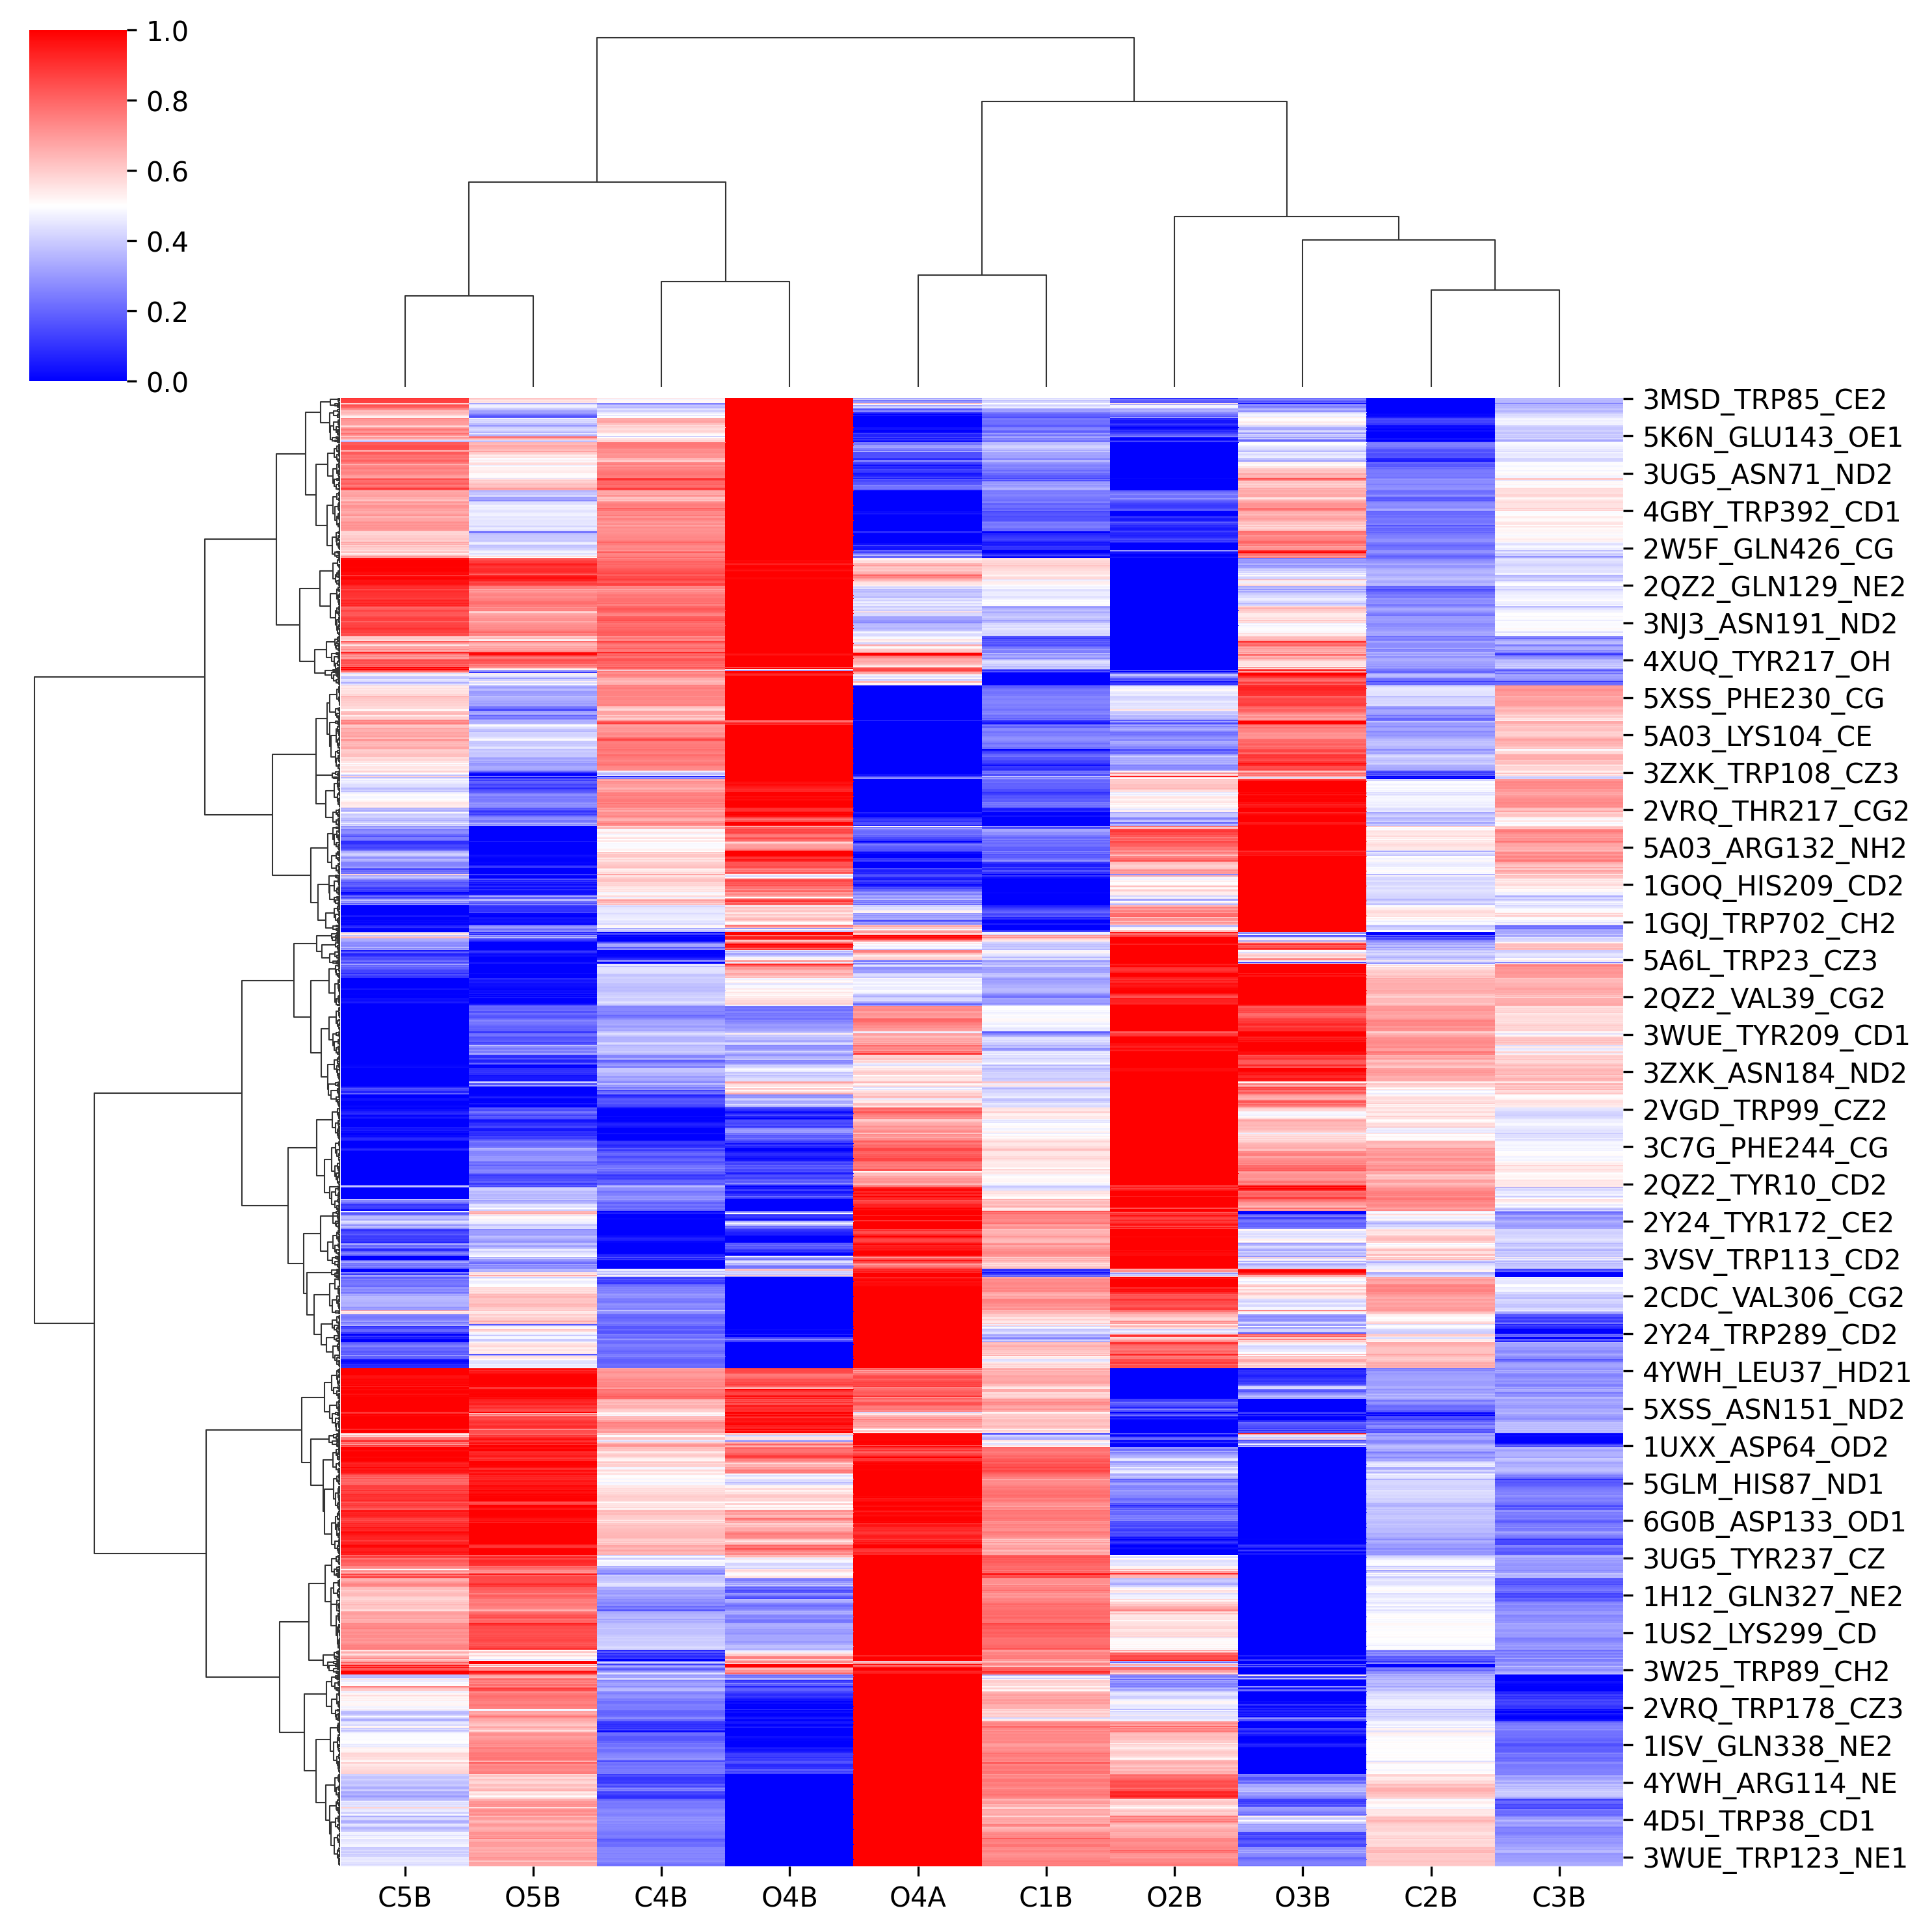 1.0
0.8
0.6
0.4
0.2
0.0
3MSD_TRP85_CE2
5K6N_GLU143_OE1
3UG5_ASN71_ND2
4GBY_TRP392_CD1
2W5F_GLN426_CG
2QZ2_GLN129_NE2
3NJ3_ASN191_ND2
4XUQ_TYR217_OH
5XSS_PHE230_CG
5A03_LYS104_CE
3ZXK_TRP108_CZ3
2VRQ_THR217_CG2
5A03_ARG132_NH2
1GOQ_HIS209_CD2
1GQJ_TRP702_CH2
5A6L_TRP23_CZ3
2QZ2_VAL39_CG2
3WUE_TYR209_CD1
3ZXK_ASN184_ND2
2VGD_TRP99_CZ2
3C7G_PHE244_CG
2QZ2_TYR10_CD2
2Y24_TYR172_CE2
3VSV_TRP113_CD2
2CDC_VAL306_CG2
2Y24_TRP289_CD2
4YWH_LEU37_HD21
5XSS_ASN151_ND2
1UXX_ASP64_OD2
5GLM_HIS87_ND1
6G0B_ASP133_OD1
3UG5_TYR237_CZ
1H12_GLN327_NE2
1US2_LYS299_CD
3W25_TRP89_CH2
2VRQ_TRP178_CZ3
1ISV_GLN338_NE2
4YWH_ARG114_NE
4D5I_TRP38_CD1
3WUE_TRP123_NE1
C5B O5B C4B O4B O4A C1B O2B O3B C2B C3B